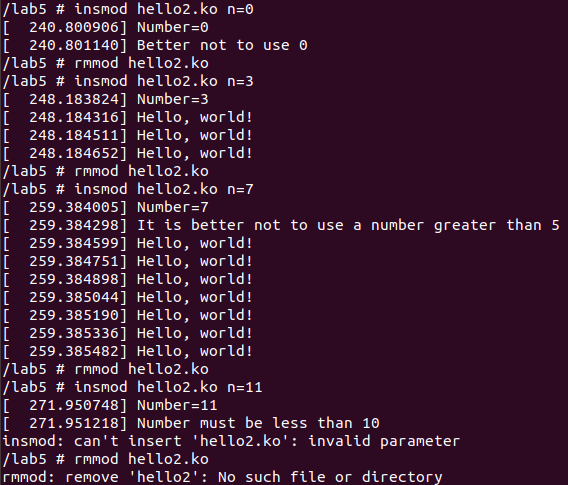 /lab5 # insmod hello2.ko n=0
[  240.800906] Number=0
[  240.801140] Better not to use 0
/lab5 # rmmod hello2.ko
/lab5 # insmod hello2.ko n=3
[  248.183824] Number=3
[  248.184316] Hello, world!
[  248.184511] Hello, world!
[  248.184652] Hello, world!
/lab5 # rmmod hello2.ko
/lab5 # insmod hello2.ko n=7
[  259.384005] Number=7
[  259.384298] It is better not to use a number greater than 5
[  259.384599] Hello, world!
[  259.384751] Hello, world!
[  259.384898] Hello, world!
[  259.385044] Hello, world!
[  259.385190] Hello, world!
[  259.385336] Hello, world!
[  259.385482] Hello, world!
/lab5 # rmmod hello2.ko
/lab5 # insmod hello2.ko n=11
[  271.950748] Number=11
[  271.951218] Number must be less than 10
insmod: can't insert 'hello2.ko': invalid parameter
/lab5 # rmmod hello2.ko
rmmod: remove 'hello2': No such file or directory